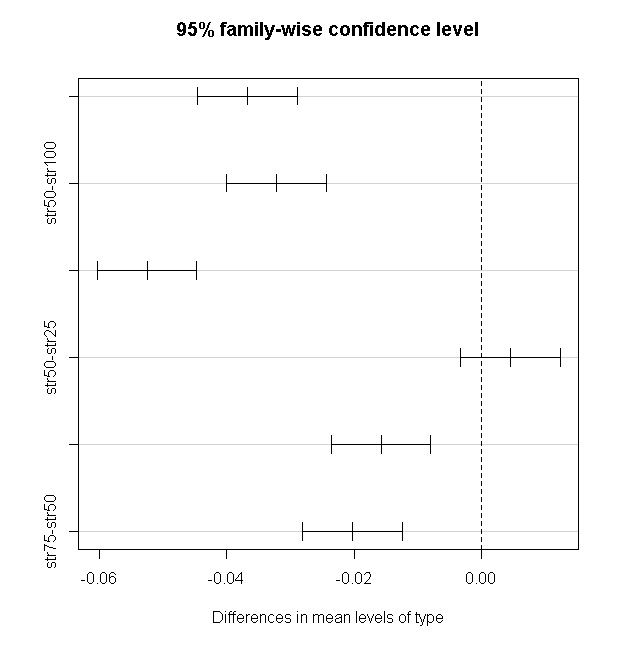 95% family-wise confidence level
str50-str100
str50-str25
str75-str50
-0.06 -0.04 -0.02 0.00
Differences in mean levels of type